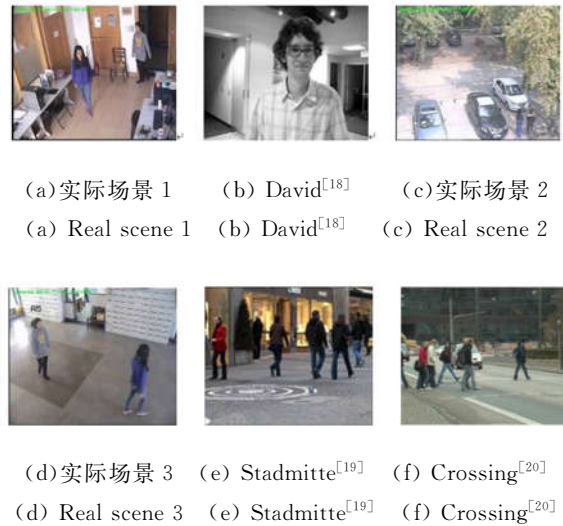 (a)实际场景 1 (b) David[18] (c)实际场景 2
(a) Real scene 1 (b) David[18] (c) Real scene 2
(d)实际场景 3 (e) Stadmitte[19] (f) Crossing[20]
(d) Real scene 3 (e) Stadmitte[19] (f) Crossing[20]